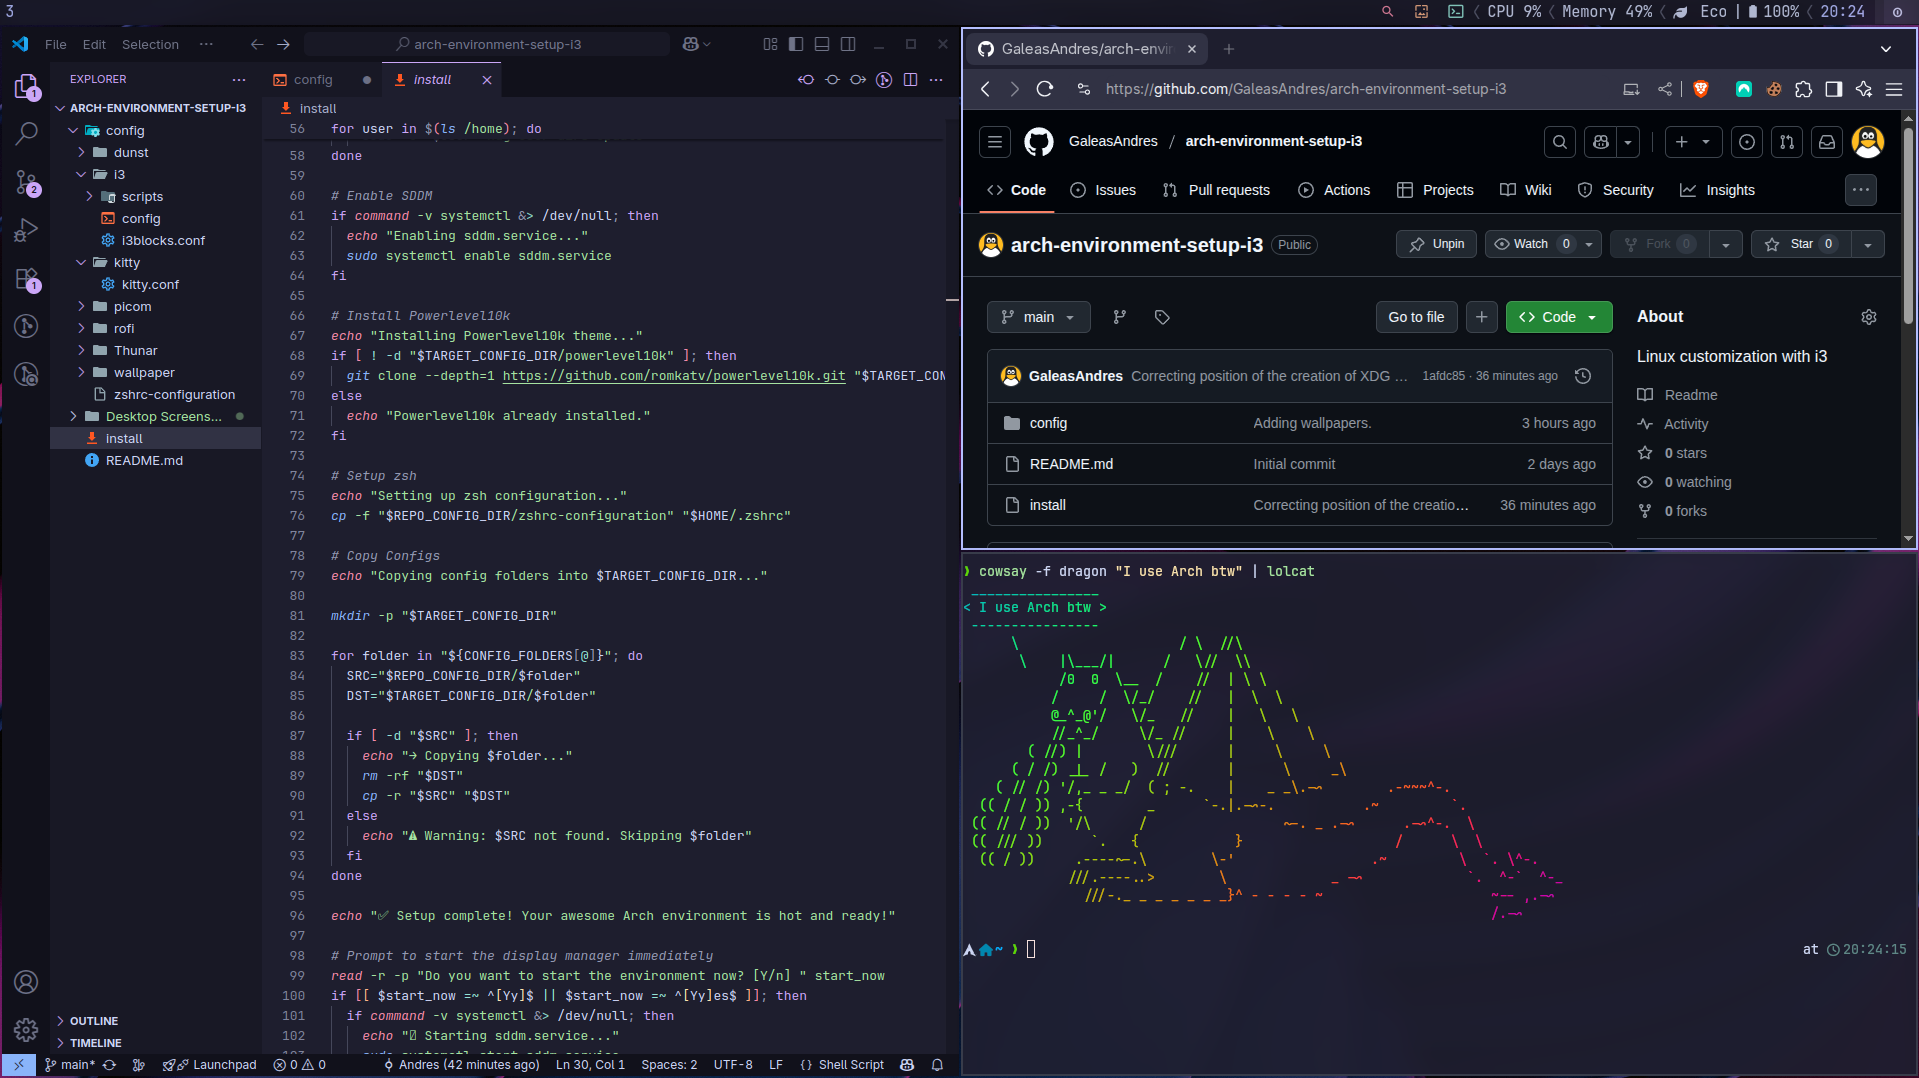 3
CPU 9% Memory 49% Eco | 100% 20:24
File Edit Selection ···
arch-environment-setup-i3
EXPLORER ···
ARCH-ENVIRONMENT-SETUP-I3
config
dunst
i3
scripts
config
i3blocks.conf
kitty
kitty.conf
picom
rofi
Thunar
wallpaper
zshrc-configuration
Desktop Screens...
install
README.md
OUTLINE
TIMELINE
1
2
1
config
install
install
56 for user in $(ls /home); do
58 done
59
60 # Enable SDDM
61 if command -v systemctl &> /dev/null; then
62 echo "Enabling sddm.service..."
63 sudo systemctl enable sddm.service
64 fi
65
66 # Install Powerlevel10k
67 echo "Installing Powerlevel10k theme..."
68 if [ ! -d "$TARGET_CONFIG_DIR/powerlevel10k" ]; then
69 git clone --depth=1 https://github.com/romkatv/powerlevel10k.git "$TARGET_CON
70 else
71 echo "Powerlevel10k already installed."
72 fi
73
74 # Setup zsh
75 echo "Setting up zsh configuration..."
76 cp -f "$REPO_CONFIG_DIR/zshrc-configuration" "$HOME/.zshrc"
77
78 # Copy Configs
79 echo "Copying config folders into $TARGET_CONFIG_DIR..."
80
81 mkdir -p "$TARGET_CONFIG_DIR"
82
83 for folder in "${CONFIG_FOLDERS[@]}"; do
84 SRC="$REPO_CONFIG_DIR/$folder"
85 DST="$TARGET_CONFIG_DIR/$folder"
86
87 if [ -d "$SRC" ]; then
88 echo "→ Copying $folder..."
89 rm -rf "$DST"
90 cp -r "$SRC" "$DST"
91 else
92 echo "⚠ Warning: $SRC not found. Skipping $folder"
93 fi
94 done
95
96 echo "✅ Setup complete! Your awesome Arch environment is hot and ready!"
97
98 # Prompt to start the display manager immediately
99 read -r -p "Do you want to start the environment now? [Y/n] " start_now
100 if [[ $start_now =~ ^[Yy]$ || $start_now =~ ^[Yy]es$ ]]; then
101 if command -v systemctl &> /dev/null; then
102 echo " Starting sddm.service..."
main* Launchpad 0 0 Andres (42 minutes ago) Ln 30, Col 1 Spaces: 2 UTF-8 LF {} Shell Script
GaleasAndres/arch-envir
https://github.com/GaleasAndres/arch-environment-setup-i3
GaleasAndres / arch-environment-setup-i3
Code Issues Pull requests Actions Projects Wiki Security Insights ···
arch-environment-setup-i3 Public Unpin Watch 0 Fork 0 Star 0
main Go to file + Code
GaleasAndres Correcting position of the creation of XDG ... 1afdc85 · 36 minutes ago
config Adding wallpapers. 3 hours ago
README.md Initial commit 2 days ago
install Correcting position of the creatio... 36 minutes ago
About
Linux customization with i3
Readme
Activity
0 stars
0 watching
0 forks
❯ cowsay -f dragon "I use Arch btw" | lolcat
< I use Arch btw >
~ ❯ at 20:24:15